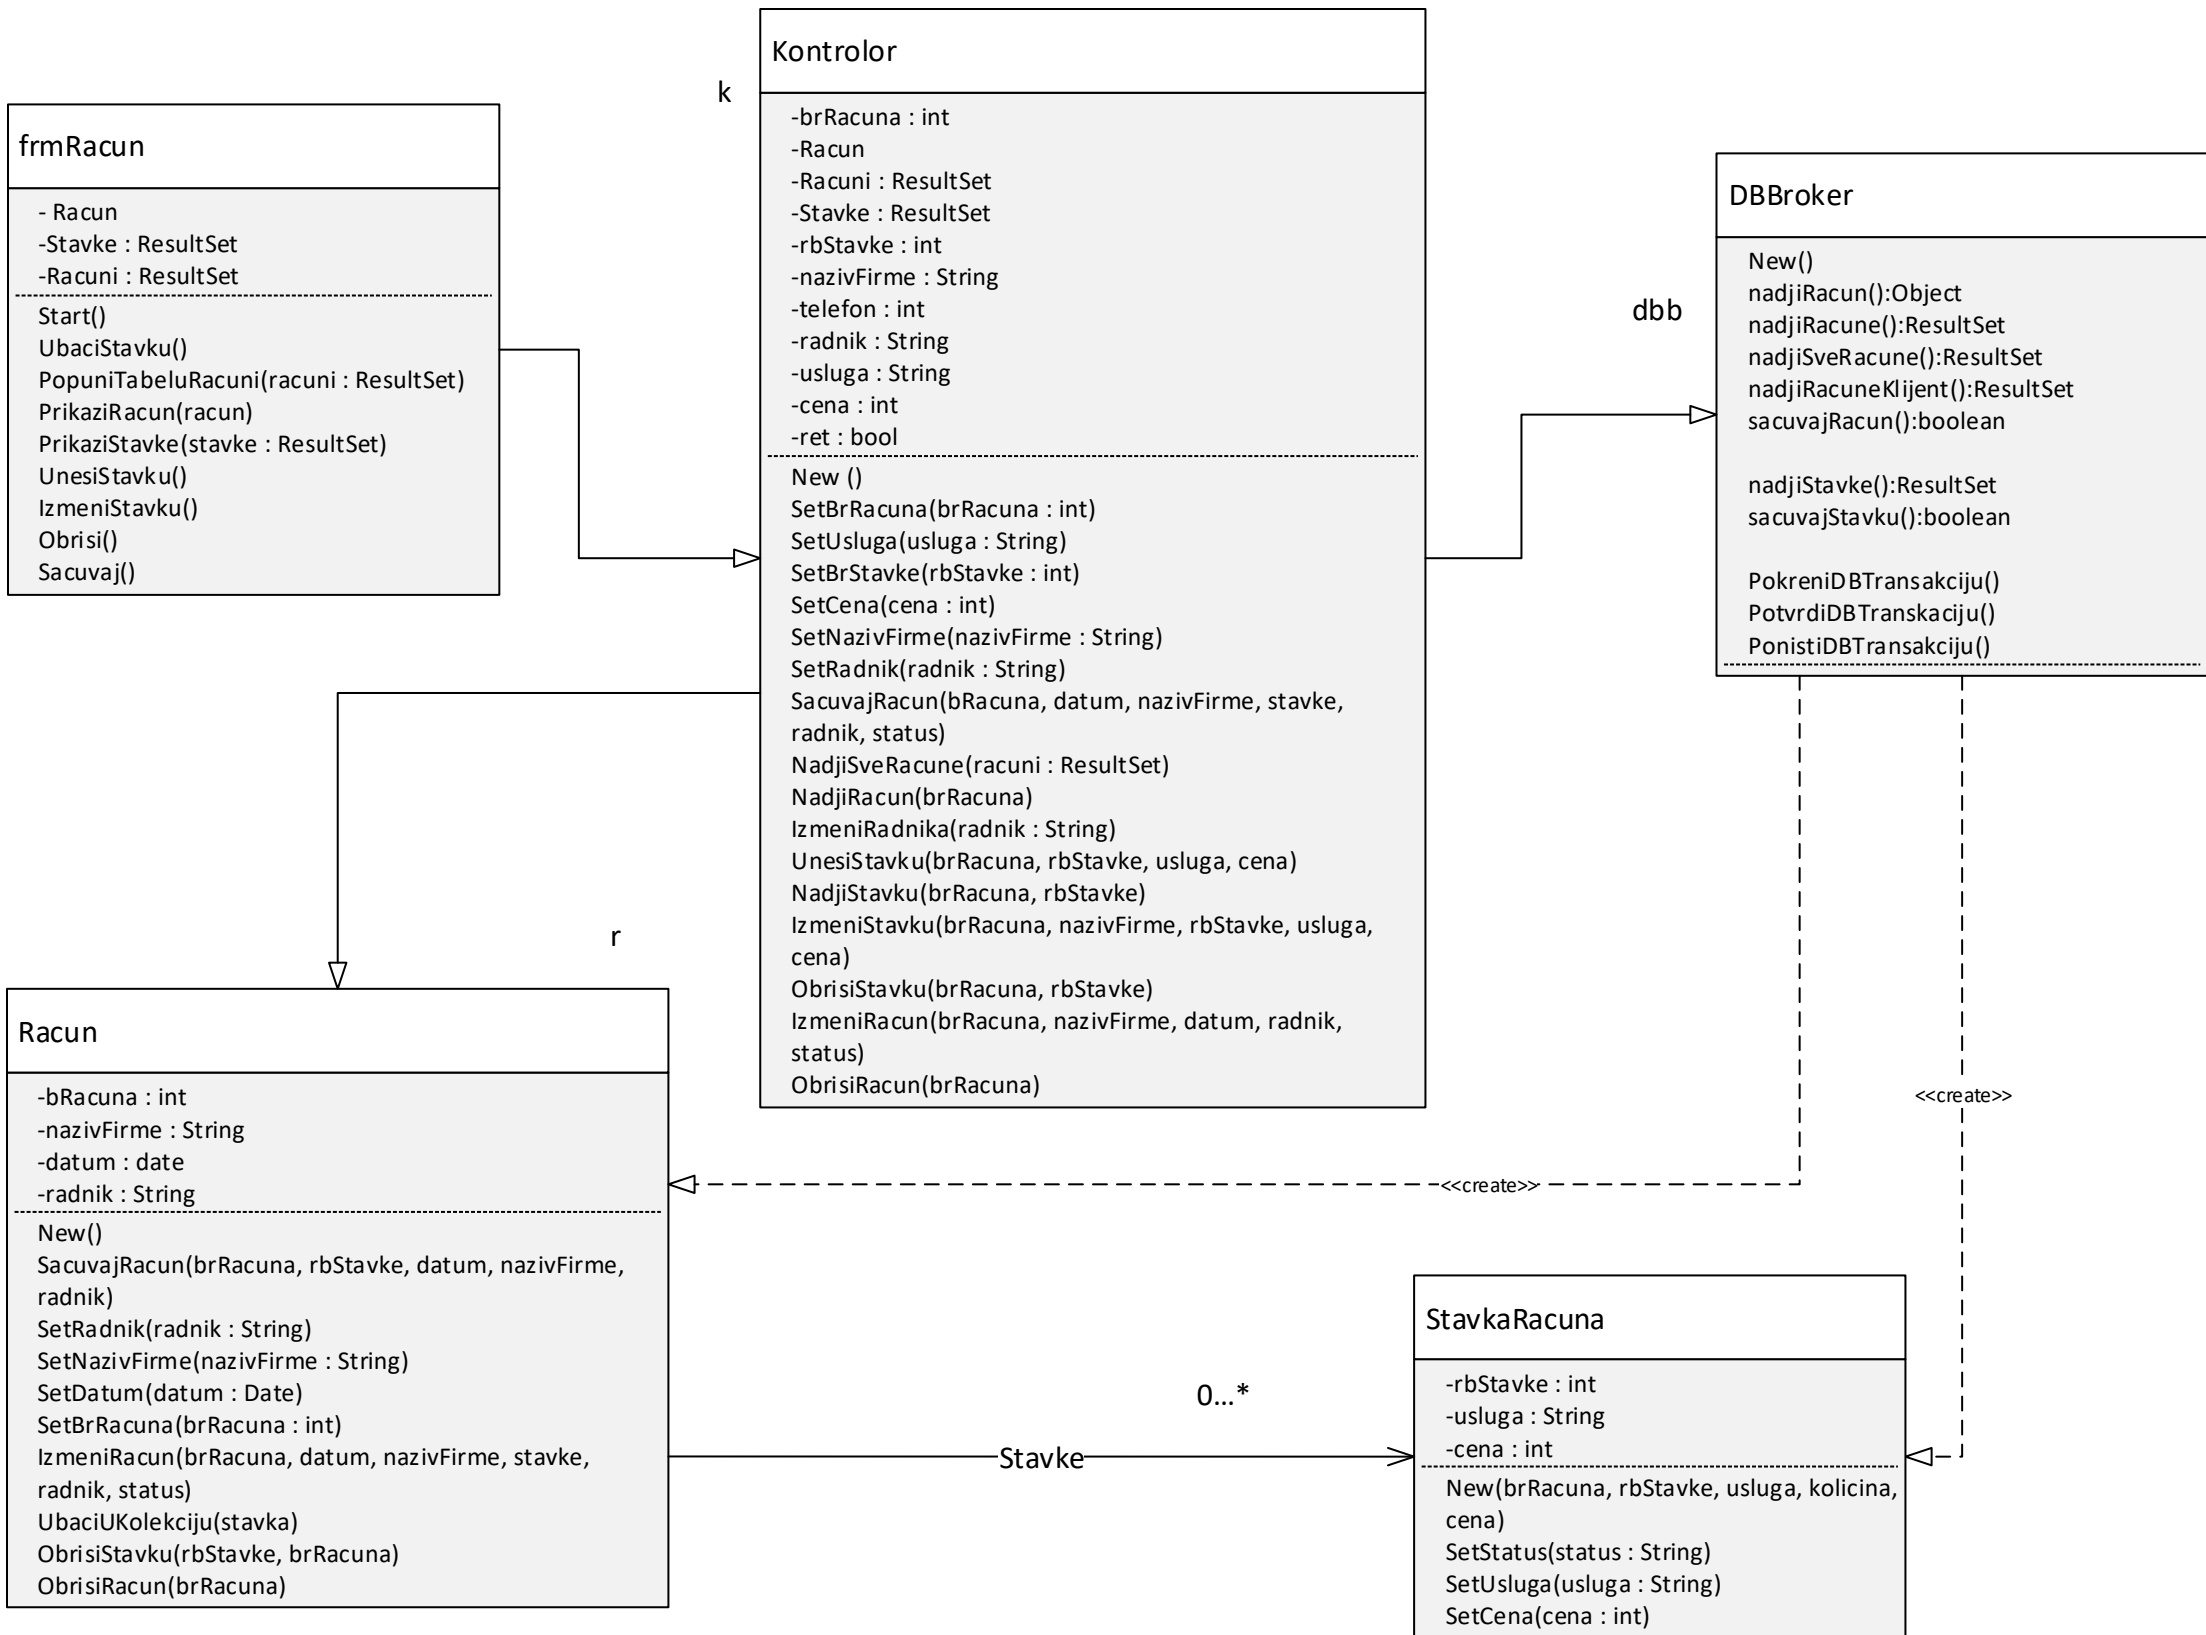 Kontrolor
k
-brRacuna : int
-Racun
-Racuni : ResultSet
-Stavke : ResultSet
-rbStavke : int
-nazivFirme : String
-telefon : int
-radnik : String
-usluga : String
-cena : int
-ret : bool
New ()
SetBrRacuna(brRacuna : int)
SetUsluga(usluga : String)
SetBrStavke(rbStavke : int)
SetCena(cena : int)
SetNazivFirme(nazivFirme : String)
SetRadnik(radnik : String)
SacuvajRacun(bRacuna, datum, nazivFirme, stavke,
radnik, status)
NadjiSveRacune(racuni : ResultSet)
NadjiRacun(brRacuna)
IzmeniRadnika(radnik : String)
UnesiStavku(brRacuna, rbStavke, usluga, cena)
NadjiStavku(brRacuna, rbStavke)
IzmeniStavku(brRacuna, nazivFirme, rbStavke, usluga,
cena)
ObrisiStavku(brRacuna, rbStavke)
IzmeniRacun(brRacuna, nazivFirme, datum, radnik,
status)
ObrisiRacun(brRacuna)
frmRacun
- Racun
-Stavke : ResultSet
-Racuni : ResultSet
Start()
UbaciStavku()
PopuniTabeluRacuni(racuni : ResultSet)
PrikaziRacun(racun)
PrikaziStavke(stavke : ResultSet)
UnesiStavku()
IzmeniStavku()
Obrisi()
Sacuvaj()
dbb
DBBroker
New()
nadjiRacun():Object
nadjiRacune():ResultSet
nadjiSveRacune():ResultSet
nadjiRacuneKlijent():ResultSet
sacuvajRacun():boolean
nadjiStavke():ResultSet
sacuvajStavku():boolean
PokreniDBTransakciju()
PotvrdiDBTranskaciju()
PonistiDBTransakciju()
r
Racun
-bRacuna : int
-nazivFirme : String
-datum : date
-radnik : String
New()
SacuvajRacun(brRacuna, rbStavke, datum, nazivFirme,
radnik)
SetRadnik(radnik : String)
SetNazivFirme(nazivFirme : String)
SetDatum(datum : Date)
SetBrRacuna(brRacuna : int)
IzmeniRacun(brRacuna, datum, nazivFirme, stavke,
radnik, status)
UbaciUKolekciju(stavka)
ObrisiStavku(rbStavke, brRacuna)
ObrisiRacun(brRacuna)
<<create>>
<<create>>
0...*
Stavke
StavkaRacuna
-rbStavke : int
-usluga : String
-cena : int
New(brRacuna, rbStavke, usluga, kolicina,
cena)
SetStatus(status : String)
SetUsluga(usluga : String)
SetCena(cena : int)